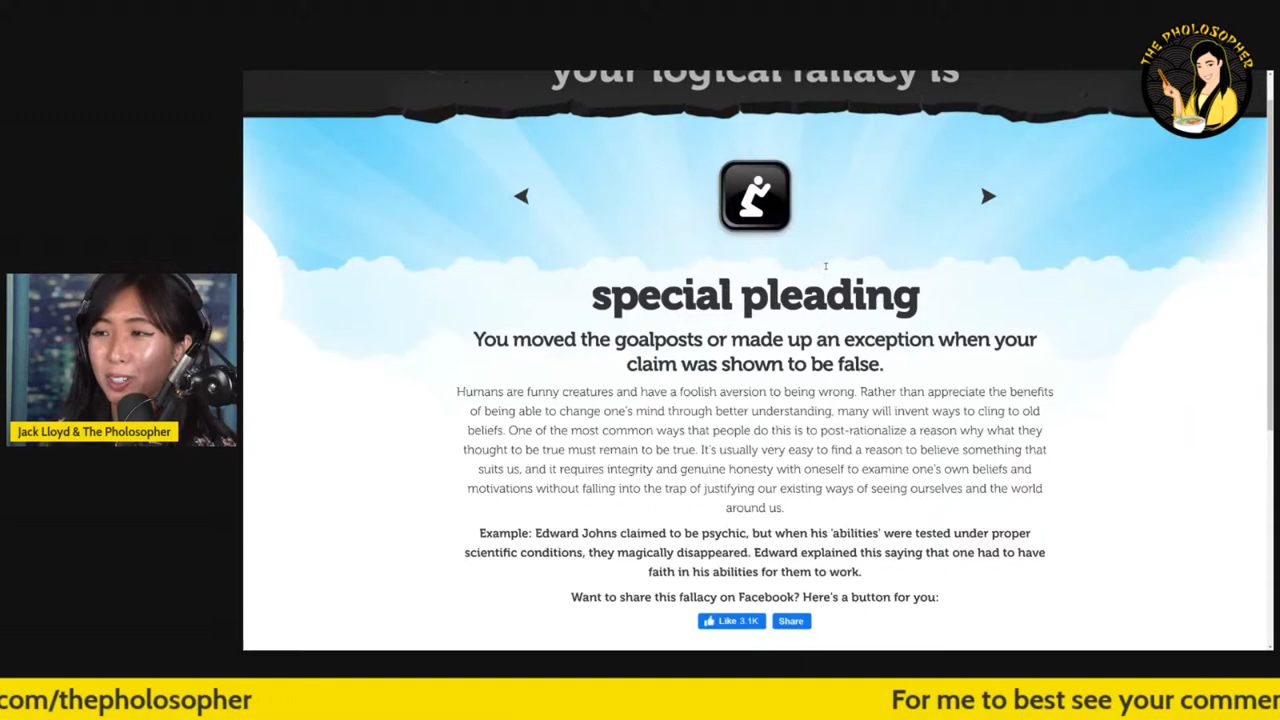 your logical fallacy is
THE PHOLOSOPHER
special pleading
You moved the goalposts or made up an exception when your
claim was shown to be false.
Humans are funny creatures and have a foolish aversion to being wrong. Rather than appreciate the benefits
of being able to change one's mind through better understanding, many will invent ways to cling to old
beliefs. One of the most common ways that people do this is to post-rationalize a reason why what they
thought to be true must remain to be true. It's usually very easy to find a reason to believe something that
suits us, and it requires integrity and genuine honesty with oneself to examine one's own beliefs and
motivations without falling into the trap of justifying our existing ways of seeing ourselves and the world
around us.
Example: Edward Johns claimed to be psychic, but when his 'abilities' were tested under proper
scientific conditions, they magically disappeared. Edward explained this saying that one had to have
faith in his abilities for them to work.
Want to share this fallacy on Facebook? Here's a button for you:
Like 3.1K Share
Jack Lloyd & The Pholosopher
com/thepholosopher For me to best see your commen